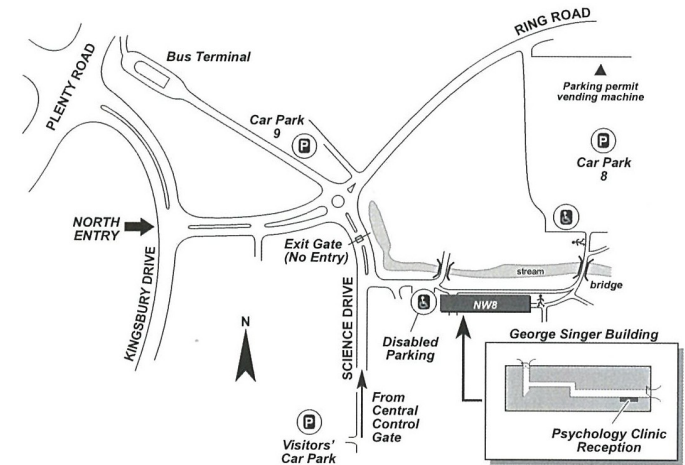 RING ROAD
PLENTY ROAD
Bus Terminal
Parking permit
vending machine
Car Park
9
P
P
Car Park
8
NORTH
ENTRY
Exit Gate
(No Entry)
stream
bridge
KINGSBURY DRIVE
SCIENCE DRIVE
N
NW8
Disabled
Parking
George Singer Building
From
Central
Control
Gate
P
Visitors'
Car Park
Psychology Clinic
Reception